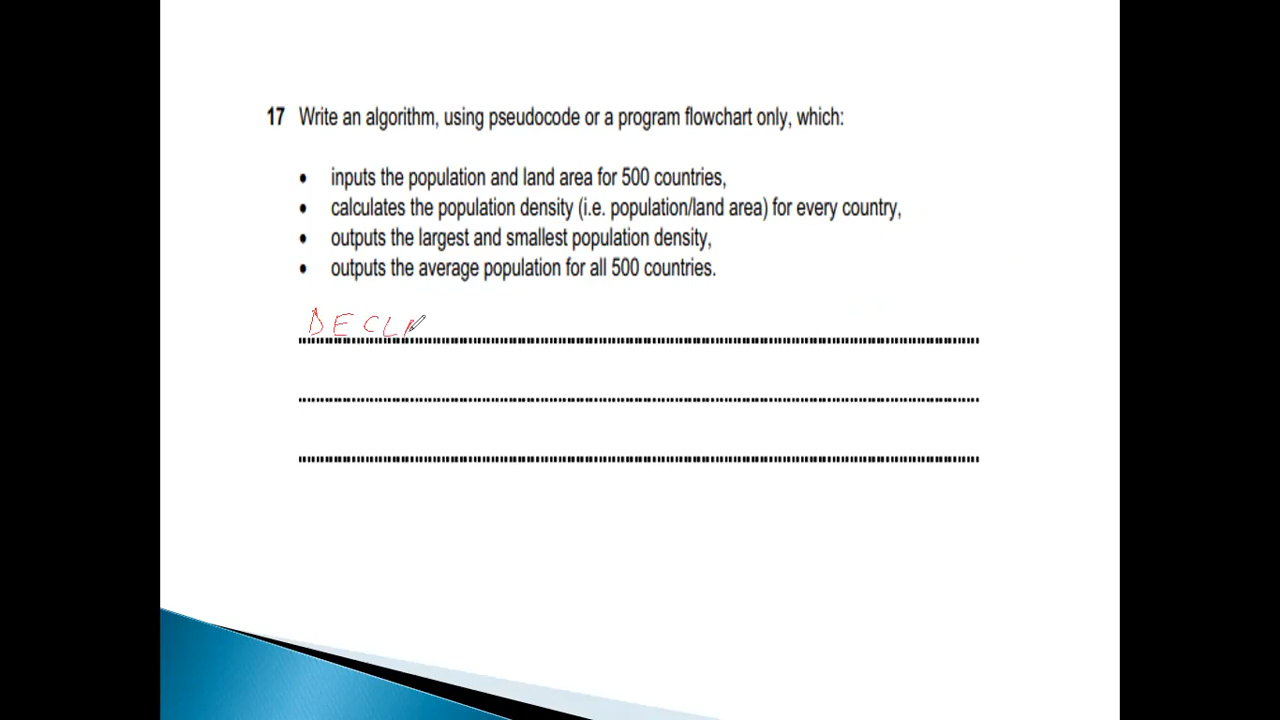 17 Write an algorithm, using pseudocode or a program flowchart only, which:
• inputs the population and land area for 500 countries,
• calculates the population density (i.e. population/land area) for every country,
• outputs the largest and smallest population density,
• outputs the average population for all 500 countries.
DECL